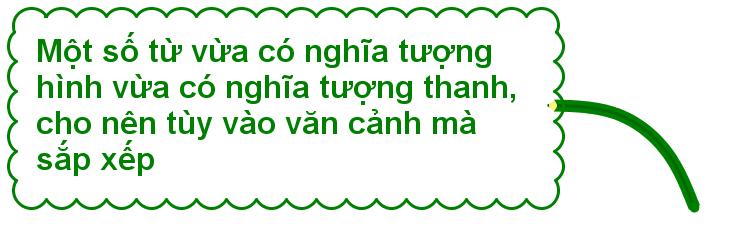 Một số từ vừa có nghĩa tượng
hình vừa có nghĩa tượng thanh,
cho nên tùy vào văn cảnh mà
sắp xếp